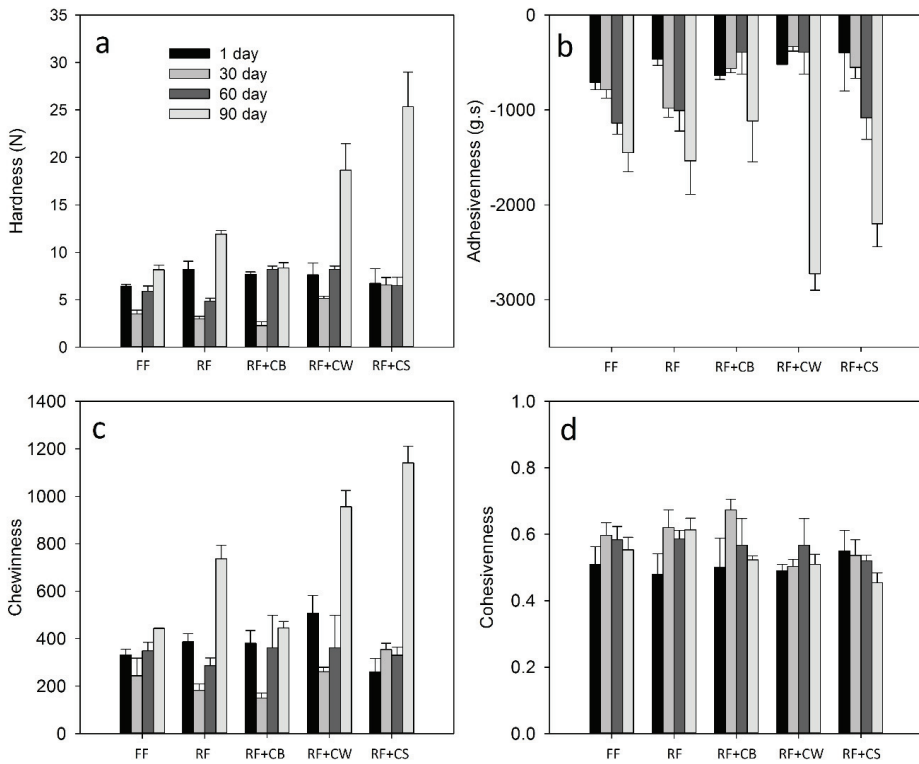 a
35
30
25
20
15
10
5
0
Hardness (N)
1 day
30 day
60 day
90 day
FF
RF
RF+CB
RF+CW
RF+CS
b
0
-1000
-2000
-3000
Adhesivenness (g.s)
FF
RF
RF+CB
RF+CW
RF+CS
c
1400
1200
1000
800
600
400
200
0
Chewinness
FF
RF
RF+CB
RF+CW
RF+CS
d
1.0
0.8
0.6
0.4
0.2
0.0
Cohesivenness
FF
RF
RF+CB
RF+CW
RF+CS